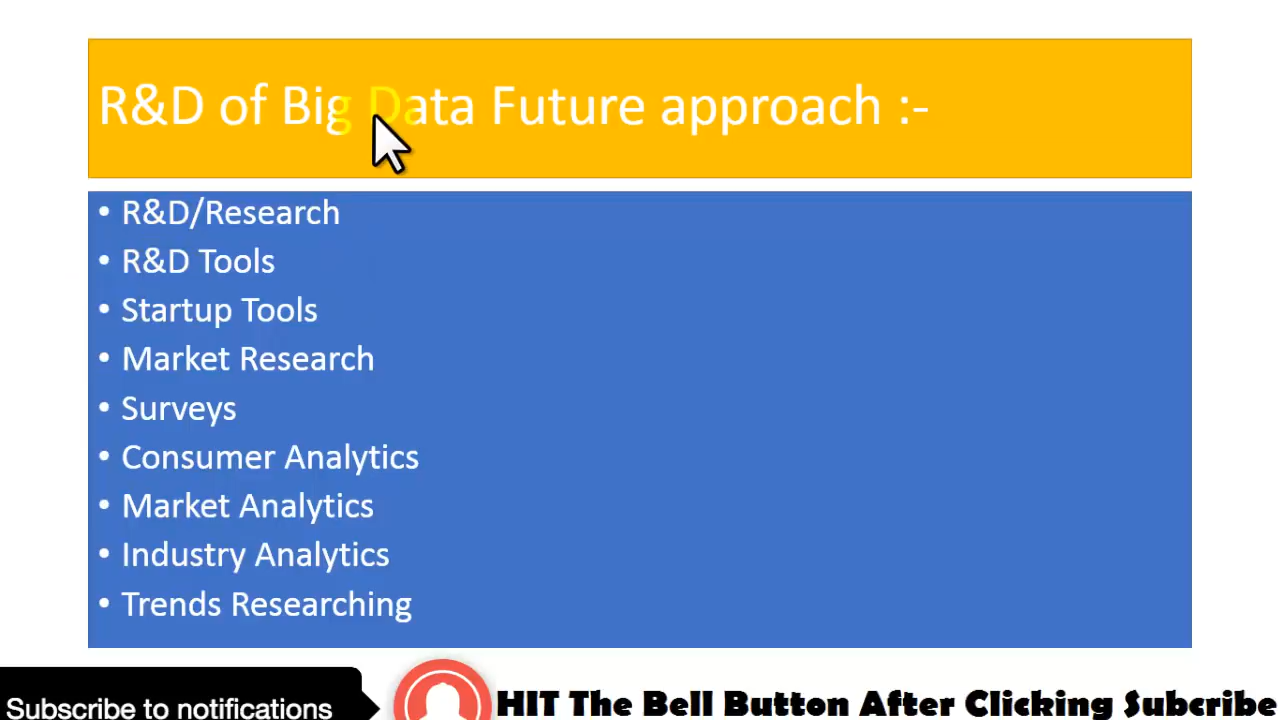 R&D of Big Data Future approach :-
• R&D/Research
• R&D Tools
• Startup Tools
• Market Research
• Surveys
• Consumer Analytics
• Market Analytics
• Industry Analytics
• Trends Researching
Subscribe to notifications
HIT The Bell Button After Clicking Subcribe